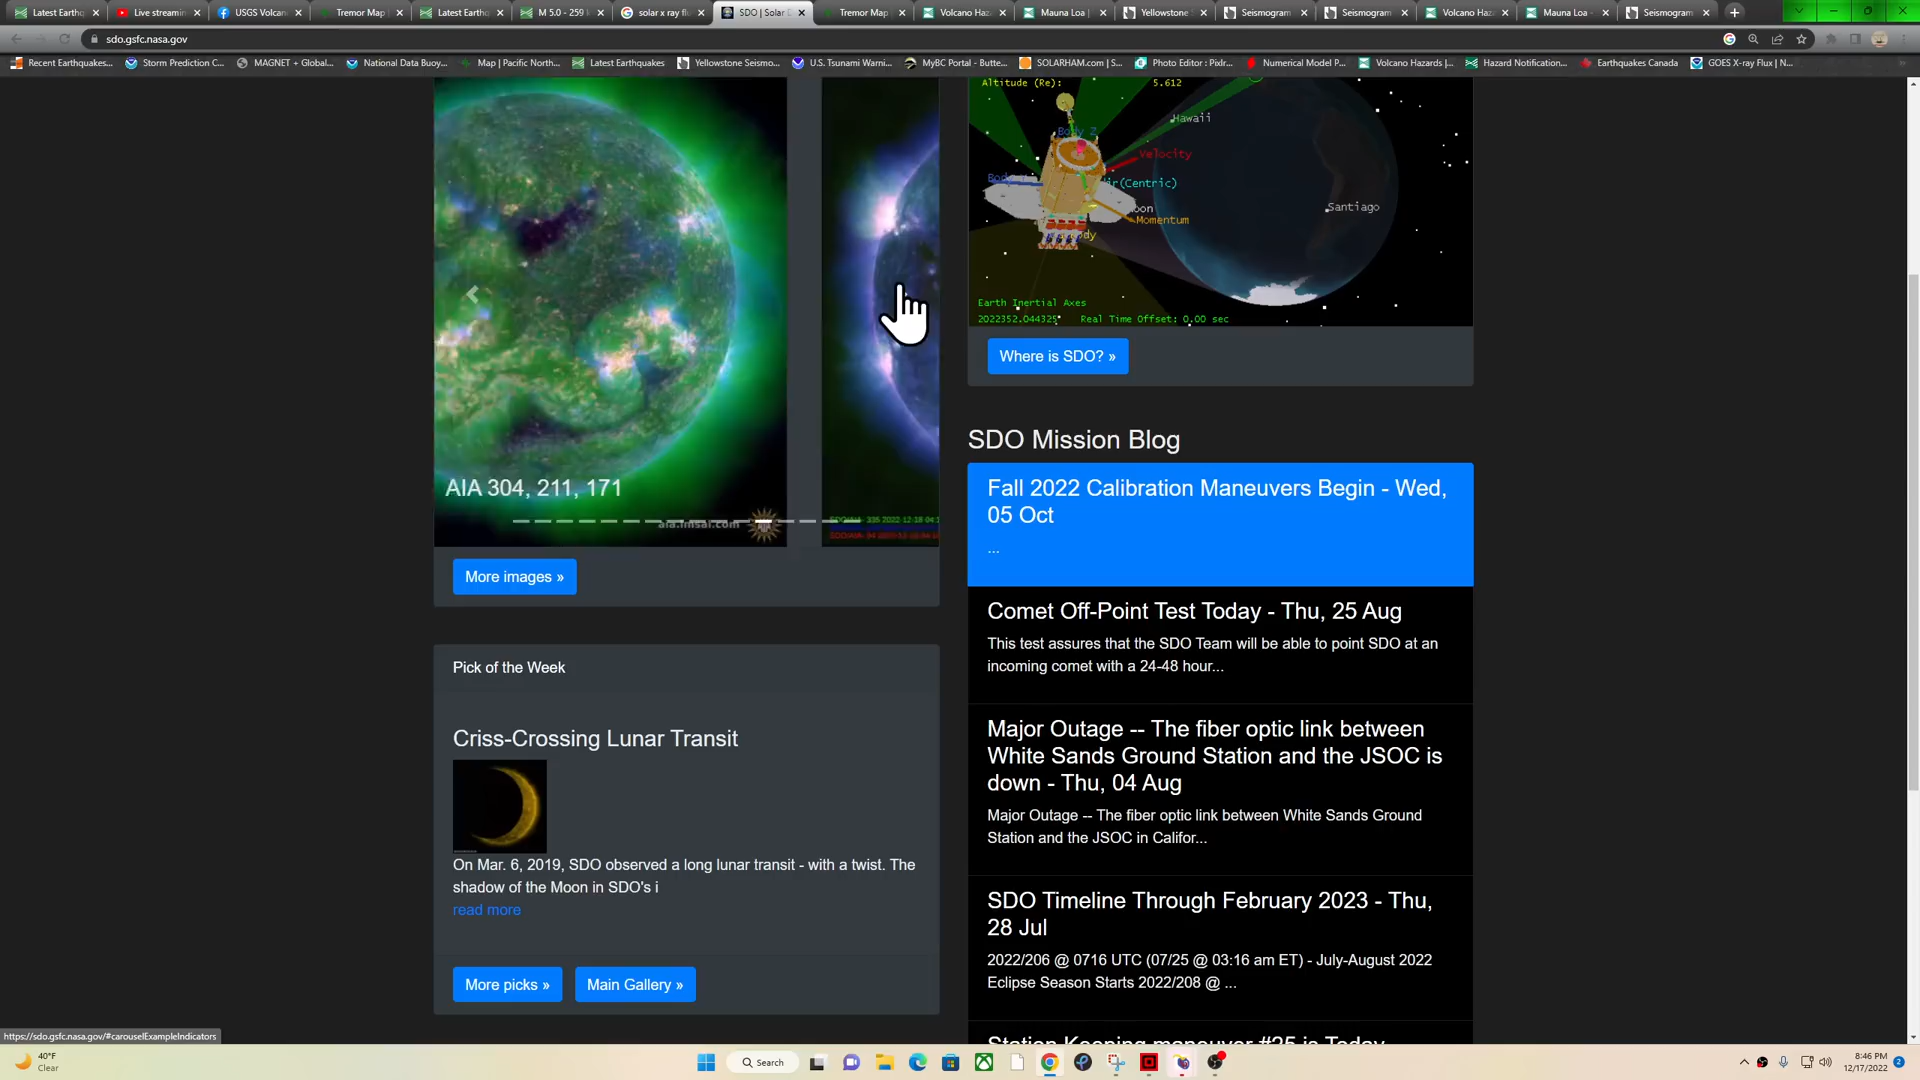 Latest Earthq
Live streamin
USGS Volcan
Tremor Map
Latest Earthq
M 5.0 - 259
solar x ray fl
SDO | Solar D
Tremor Map
Volcano Haz
Mauna Loa |
Yellowstone
Seismogram
Seismogram
Volcano Haz
Mauna Loa -
Seismogram
sdo.gsfc.nasa.gov
Recent Earthquakes...
Storm Prediction C...
MAGNET + Global...
National Data Buoy...
Map | Pacific North...
Latest Earthquakes
Yellowstone Seismo...
U.S. Tsunami Warni...
MyBC Portal - Butte...
SOLARHAM.com | S...
Photo Editor : Pixlr...
Numerical Model P...
Volcano Hazards |...
Hazard Notification...
Earthquakes Canada
GOES X-ray Flux | N...
AIA 304, 211, 171
aia.lmsal.com
More images »
Pick of the Week
Criss-Crossing Lunar Transit
On Mar. 6, 2019, SDO observed a long lunar transit - with a twist. The
shadow of the Moon in SDO's i
read more
More picks »
Main Gallery »
Altitude (Re): 5.612
Hawaii
Body Z
Velocity
ir(Centric)
oon
Momentum
Santiago
Earth Inertial Axes
2022352.044325 Real Time Offset: 0.00 sec
Where is SDO? »
SDO Mission Blog
Fall 2022 Calibration Maneuvers Begin - Wed,
05 Oct
...
Comet Off-Point Test Today - Thu, 25 Aug
This test assures that the SDO Team will be able to point SDO at an
incoming comet with a 24-48 hour...
Major Outage -- The fiber optic link between
White Sands Ground Station and the JSOC is
down - Thu, 04 Aug
Major Outage -- The fiber optic link between White Sands Ground
Station and the JSOC in Califor...
SDO Timeline Through February 2023 - Thu,
28 Jul
2022/206 @ 0716 UTC (07/25 @ 03:16 am ET) - July-August 2022
Eclipse Season Starts 2022/208 @ ...
Station Keeping maneuver #25 is Today
https://sdo.gsfc.nasa.gov/#carouselExampleIndicators
40°F
Clear
Search
8:46 PM
12/17/2022
2